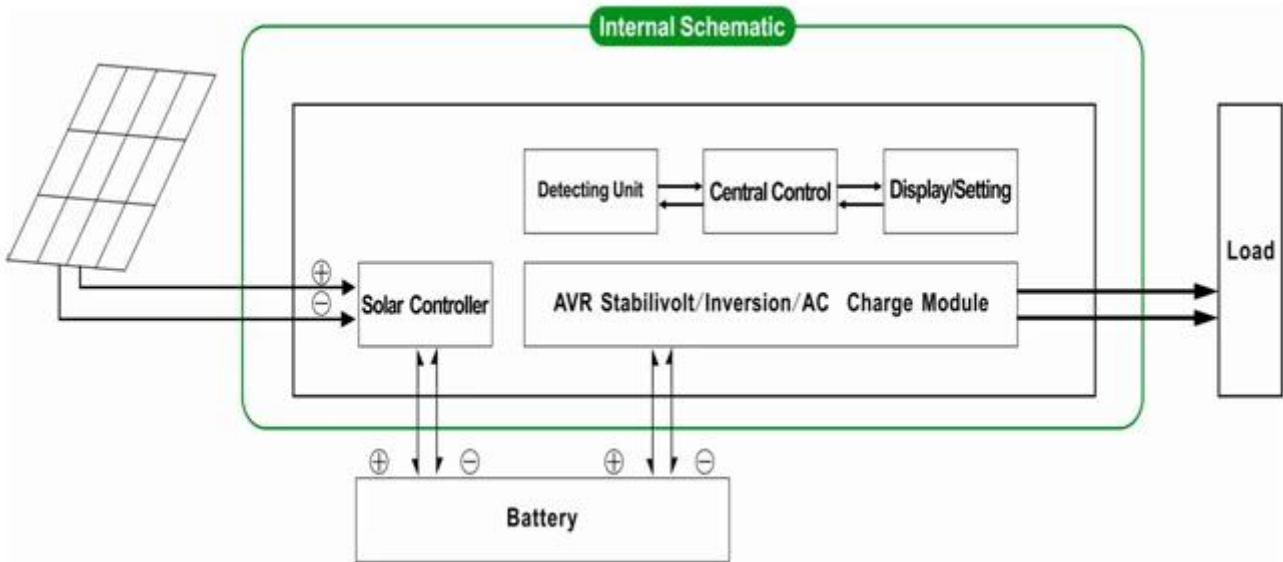 Internal Schematic
Detecting Unit
Central Control
Display/Setting
Load
⊕
⊖
Solar Controller
AVR Stabilivolt/Inversion/AC Charge Module
⊕ ⊖ ⊕ ⊖
Battery